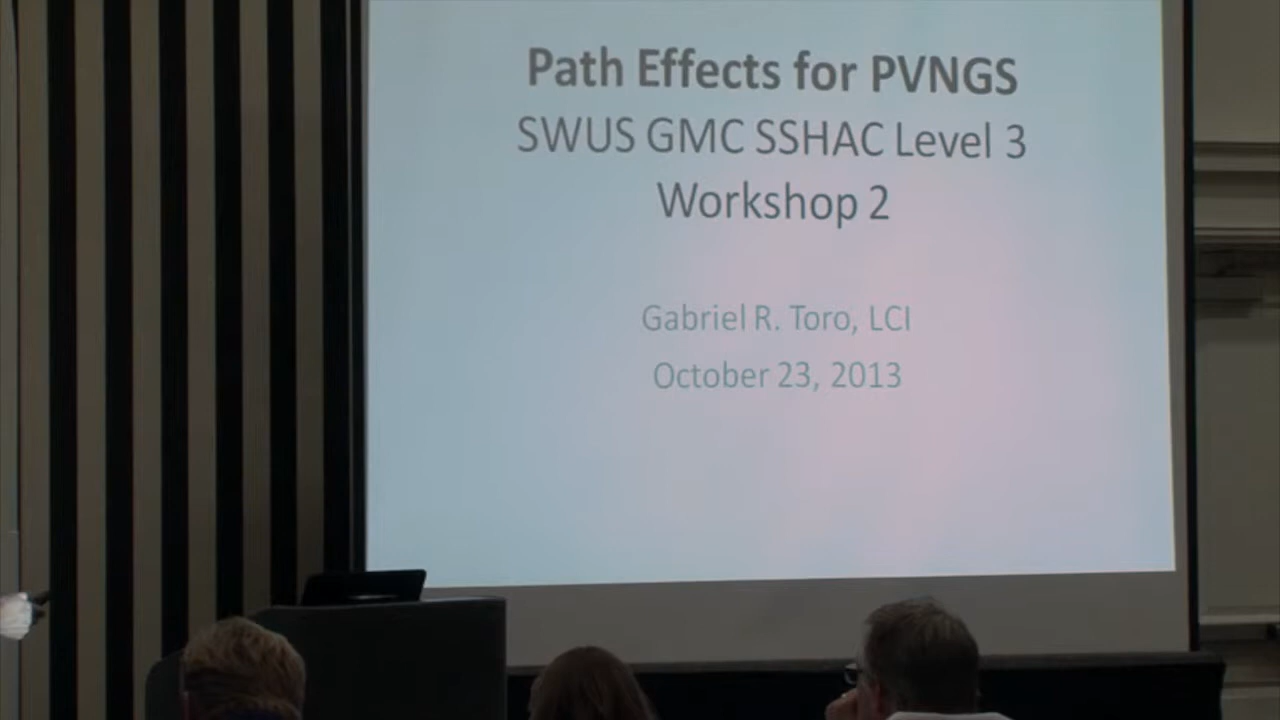 Path Effects for PVNGS
SWUS GMC SSHAC Level 3
Workshop 2
Gabriel R. Toro, LCI
October 23, 2013